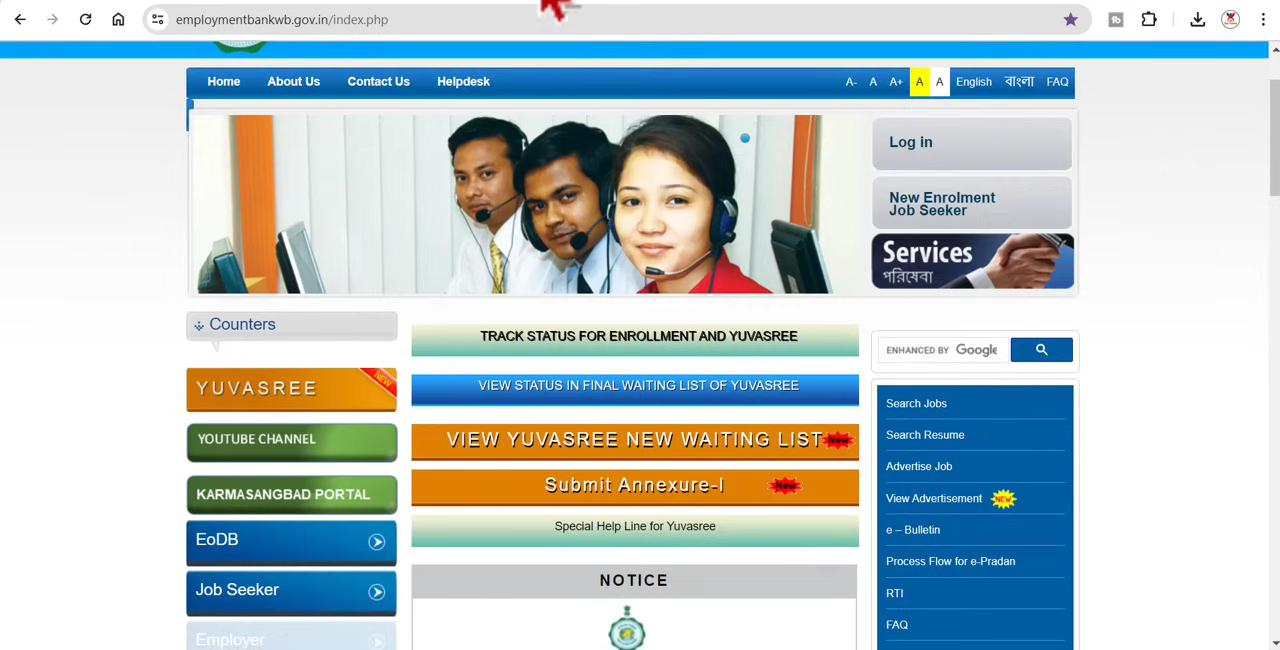 employmentbankwb.gov.in/index.php
Home About Us Contact Us Helpdesk A- A A+ A A English বাংলা FAQ
Log in
New Enrolment
Job Seeker
Services
পরিষেবা
Counters
TRACK STATUS FOR ENROLLMENT AND YUVASREE
ENHANCED BY Google
YUVASREE NEW
VIEW STATUS IN FINAL WAITING LIST OF YUVASREE
Search Jobs
YOUTUBE CHANNEL
VIEW YUVASREE NEW WAITING LIST New
Search Resume
Advertise Job
KARMASANGBAD PORTAL
Submit Annexure-I New
View Advertisement NEW
Special Help Line for Yuvasree
e – Bulletin
EoDB
Process Flow for e-Pradan
NOTICE
Job Seeker
RTI
FAQ
Employer